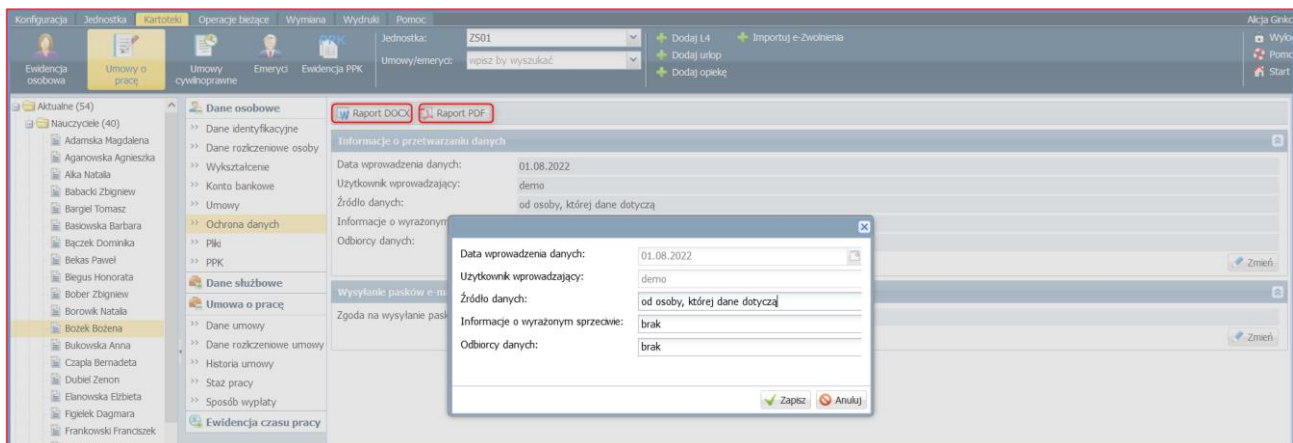 Konfiguracja Jednostka Kartoteki Operacje bieżące Wymiana Wydruki Pomoc
Ewidencja osobowa
Umowy o pracę
Umowy cywilnoprawne
Emeryci
Ewidencja PPK
Jednostka: ZS01
Umowy/emeryci: wpisz by wyszukać
Dodaj L4
Dodaj urlop
Dodaj opiekę
Importuj e-Zwolnienia
Alicja
Start
Aktualne (54)
Nauczyciele (40)
Adamska Magdalena
Aganowska Agnieszka
Alka Natalia
Babacki Zbigniew
Bargiel Tomasz
Basiowska Barbara
Bączek Dominika
Bekas Paweł
Biegus Honorata
Bober Zbigniew
Borowik Natalia
Bożek Bożena
Bukowska Anna
Czapla Bernadeta
Dubiel Zenon
Elanowska Elżbieta
Figielek Dagmara
Frankowski Franciszek
Dane osobowe
Dane identyfikacyjne
Dane rozliczeniowe osoby
Wykształcenie
Konto bankowe
Umowy
Ochrona danych
Pliki
PPK
Dane służbowe
Umowa o pracę
Dane umowy
Dane rozliczeniowe umowy
Historia umowy
Staż pracy
Sposób wypłaty
Ewidencja czasu pracy
Raport DOCX Raport PDF
Informacje o przetwarzaniu danych
Data wprowadzenia danych: 01.08.2022
Użytkownik wprowadzający: demo
Źródło danych: od osoby, której dane dotyczą
Informacje o wyrażonym
Odbiorcy danych:
Zmień
Wysyłanie pasków
Zgoda na wysyłanie
Zmień
Data wprowadzenia danych: 01.08.2022
Użytkownik wprowadzający: demo
Źródło danych: od osoby, której dane dotyczą
Informacje o wyrażonym sprzeciwie: brak
Odbiorcy danych: brak
Zapisz Anuluj